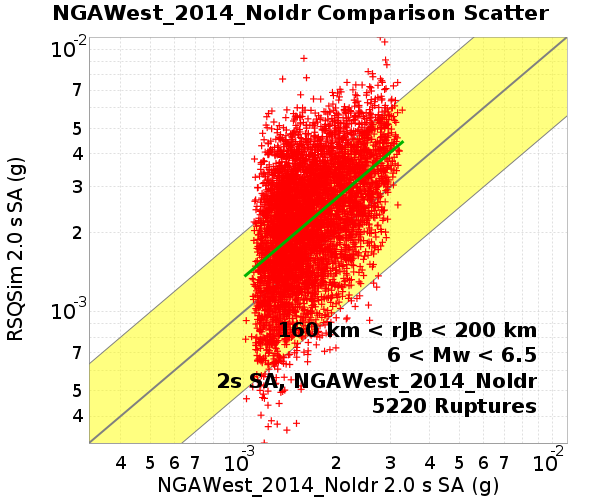 NGAWest_2014_NoIdr Comparison Scatter
RSQSim 2.0 s SA (g)
10-2
7
5
4
3
2
10-3
7
5
4
160 km < rJB < 200 km
6 < Mw < 6.5
2s SA, NGAWest_2014_NoIdr
5220 Ruptures
4 5 6 7 10-3 2 3 4 5 6 7 10-2
NGAWest_2014_NoIdr 2.0 s SA (g)